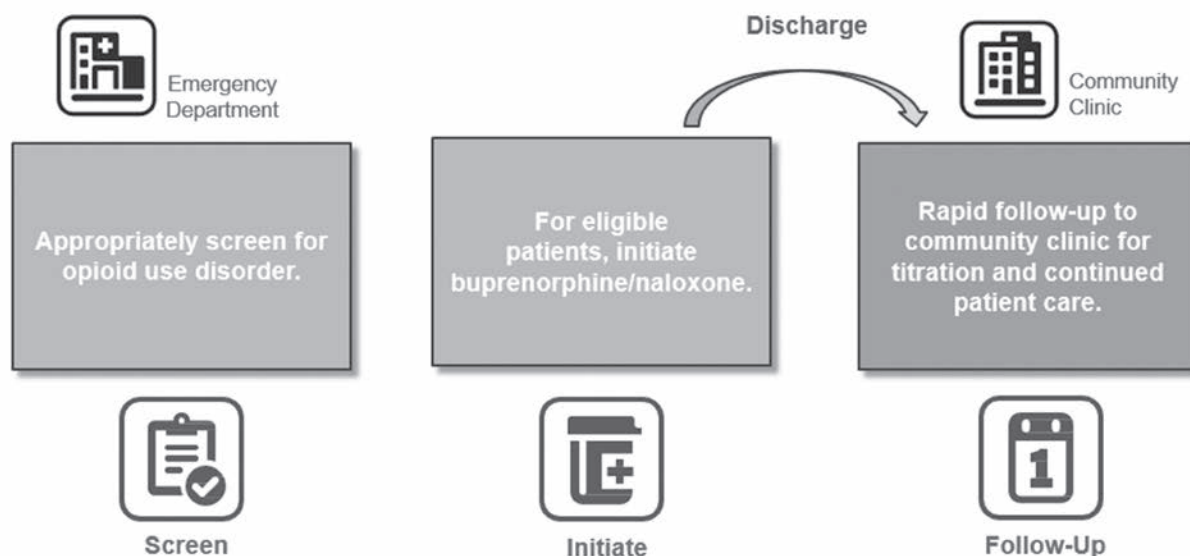 Emergency
Department
Discharge
Community
Clinic
Appropriately screen for
opioid use disorder.
For eligible
patients, initiate
buprenorphine/naloxone.
Rapid follow-up to
community clinic for
titration and continued
patient care.
1
Screen
Initiate
Follow-Up